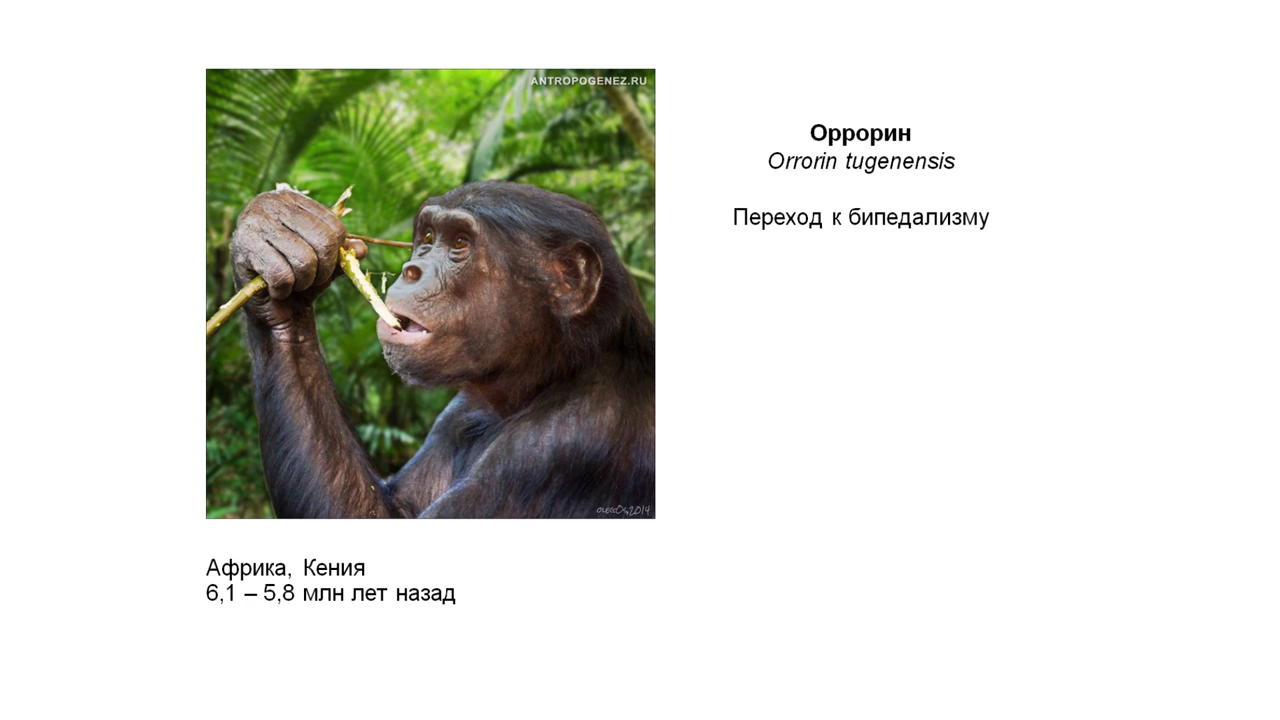 ANTROPOGENEZ.RU
Оррорин
Orrorin tugenensis
Переход к бипедализму
Африка, Кения
6,1 – 5,8 млн лет назад